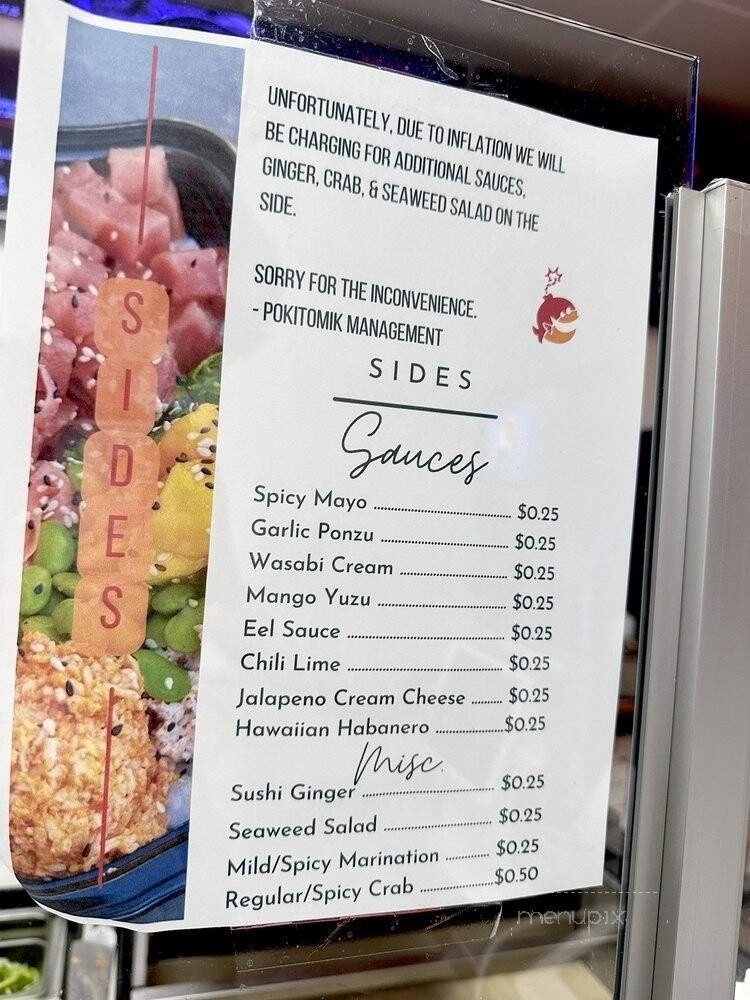 UNFORTUNATELY, DUE TO INFLATION WE WILL
BE CHARGING FOR ADDITIONAL SAUCES,
GINGER, CRAB, & SEAWEED SALAD ON THE
SIDE.
SORRY FOR THE INCONVENIENCE.
- POKITOMIK MANAGEMENT
SIDES
SIDES
Sauces
Spicy Mayo ........ $0.25
Garlic Ponzu ........ $0.25
Wasabi Cream ........ $0.25
Mango Yuzu ........ $0.25
Eel Sauce ........ $0.25
Chili Lime ........ $0.25
Jalapeno Cream Cheese ........ $0.25
Hawaiian Habanero ........ $0.25
Misc.
Sushi Ginger ........ $0.25
Seaweed Salad ........ $0.25
Mild/Spicy Marination ........ $0.25
Regular/Spicy Crab ........ $0.50
menupix